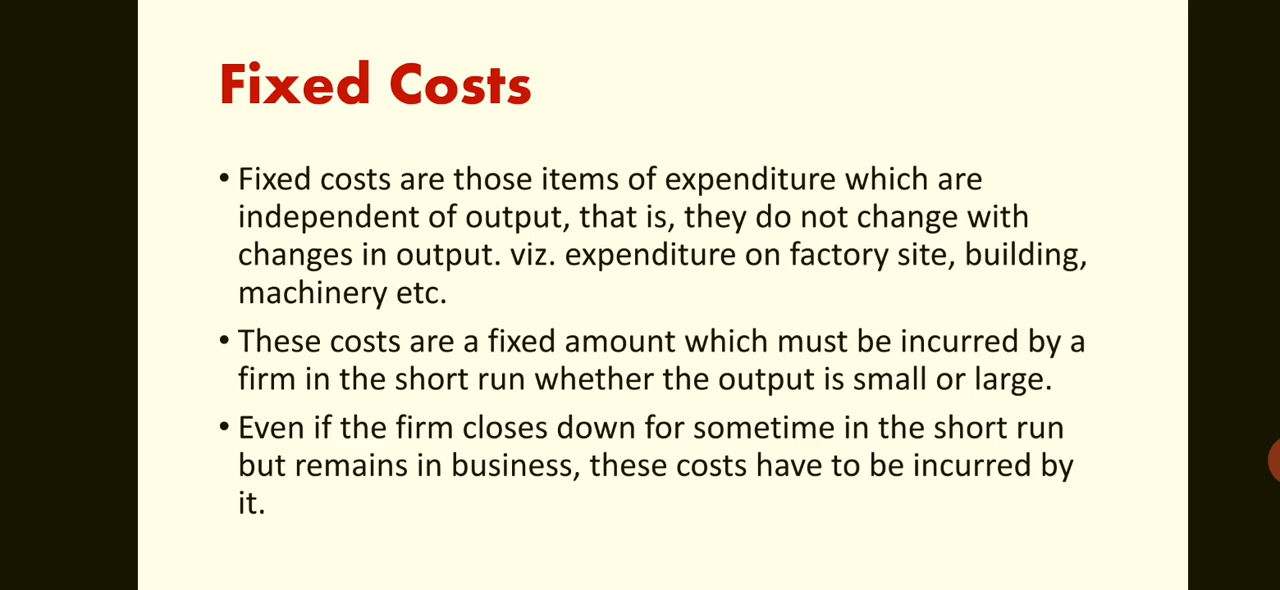 Fixed Costs
• Fixed costs are those items of expenditure which are
independent of output, that is, they do not change with
changes in output. viz. expenditure on factory site, building,
machinery etc.
• These costs are a fixed amount which must be incurred by a
firm in the short run whether the output is small or large.
• Even if the firm closes down for sometime in the short run
but remains in business, these costs have to be incurred by
it.